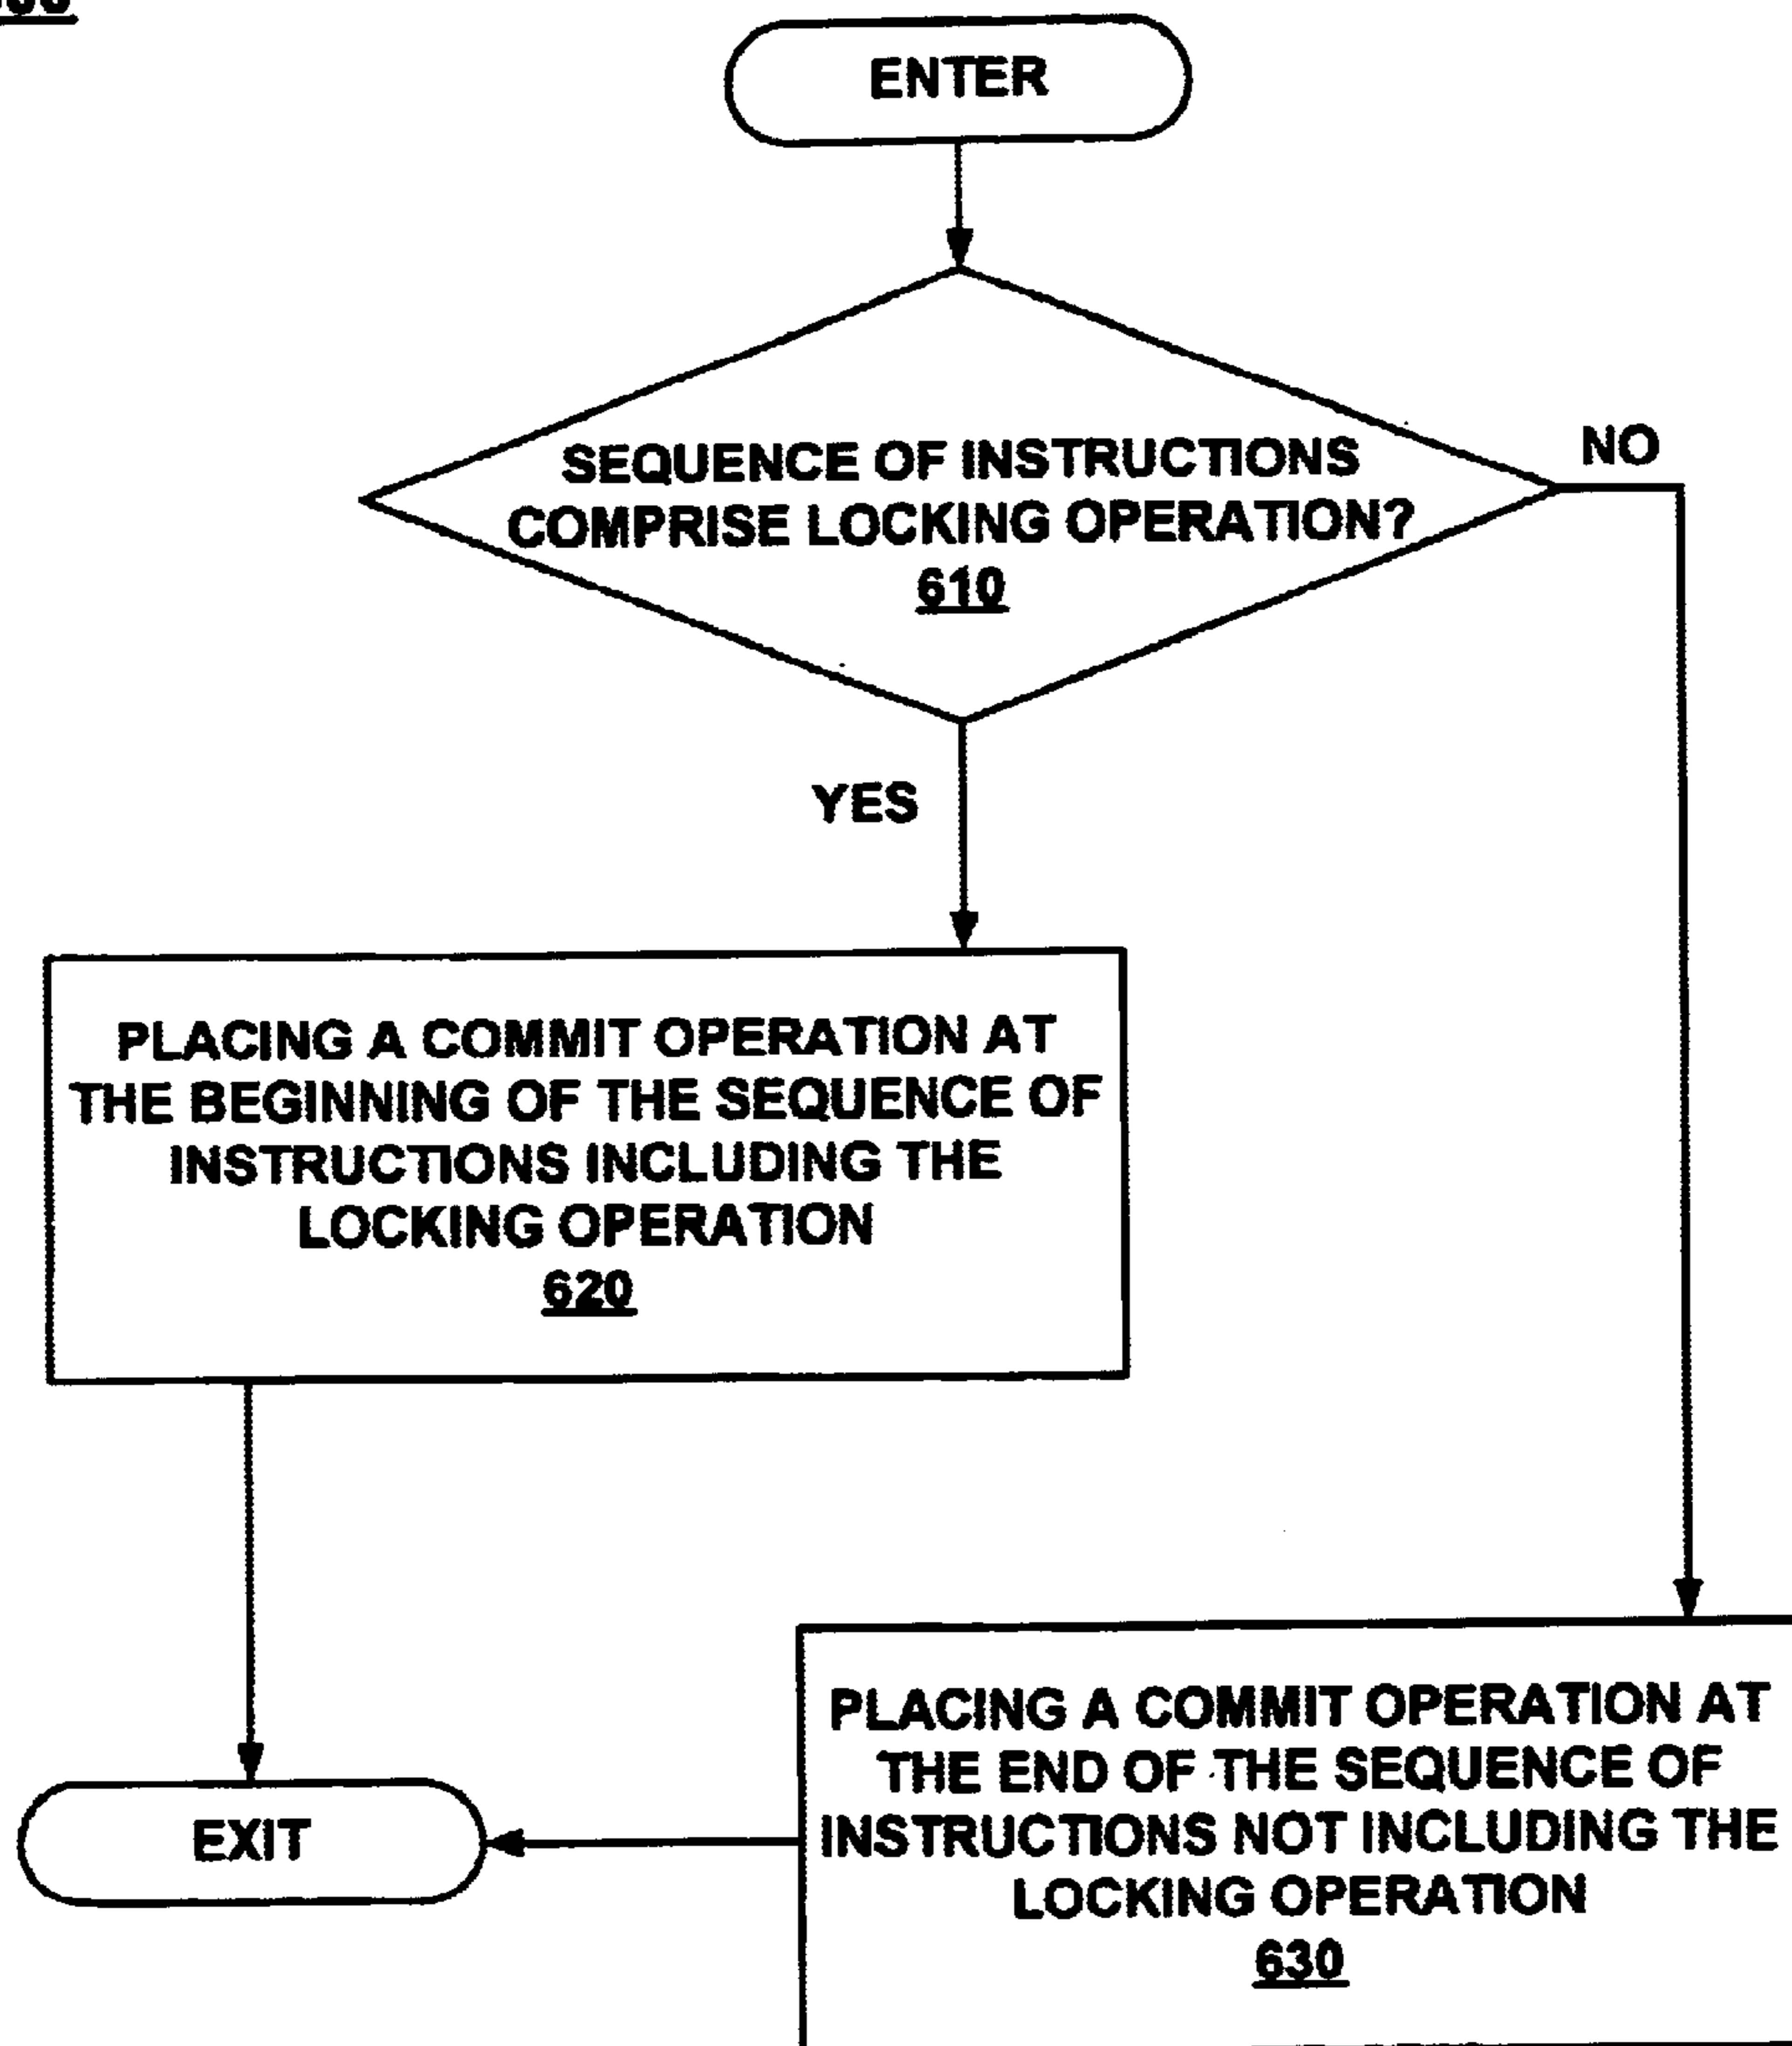 ENTER
SEQUENCE OF INSTRUCTIONS
COMPRISE LOCKING OPERATION?
610
NO
YES
PLACING A COMMIT OPERATION AT
THE BEGINNING OF THE SEQUENCE OF
INSTRUCTIONS INCLUDING THE
LOCKING OPERATION
620
PLACING A COMMIT OPERATION AT
THE END OF THE SEQUENCE OF
INSTRUCTIONS NOT INCLUDING THE
LOCKING OPERATION
630
EXIT